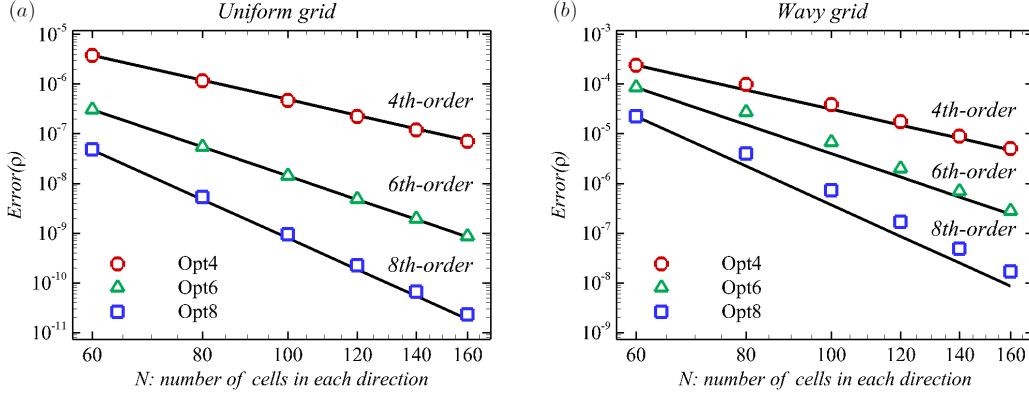 (a)
Uniform grid
10⁻⁵
10⁻⁶
10⁻⁷
10⁻⁸
10⁻⁹
10⁻¹⁰
10⁻¹¹
Error(ρ)
4th-order
6th-order
8th-order
Opt4
Opt6
Opt8
60 80 100 120 140 160
N: number of cells in each direction
(b)
Wavy grid
10⁻³
10⁻⁴
10⁻⁵
10⁻⁶
10⁻⁷
10⁻⁸
10⁻⁹
Error(ρ)
4th-order
6th-order
8th-order
Opt4
Opt6
Opt8
60 80 100 120 140 160
N: number of cells in each direction